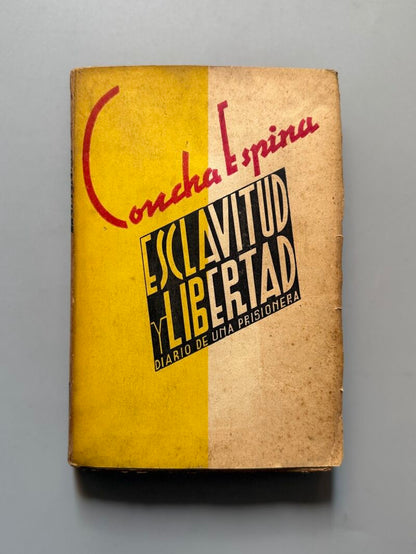 Concha Espina
ESCLAVITUD
Y LIBERTAD
DIARIO DE UNA PRISIONERA